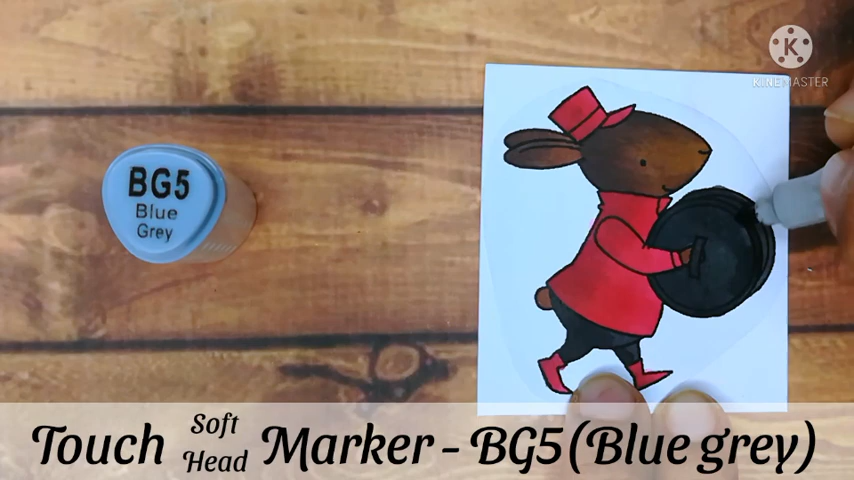 BG5
Blue
Grey
KINEMASTER
Touch Soft Head Marker - BG5 (Blue grey)